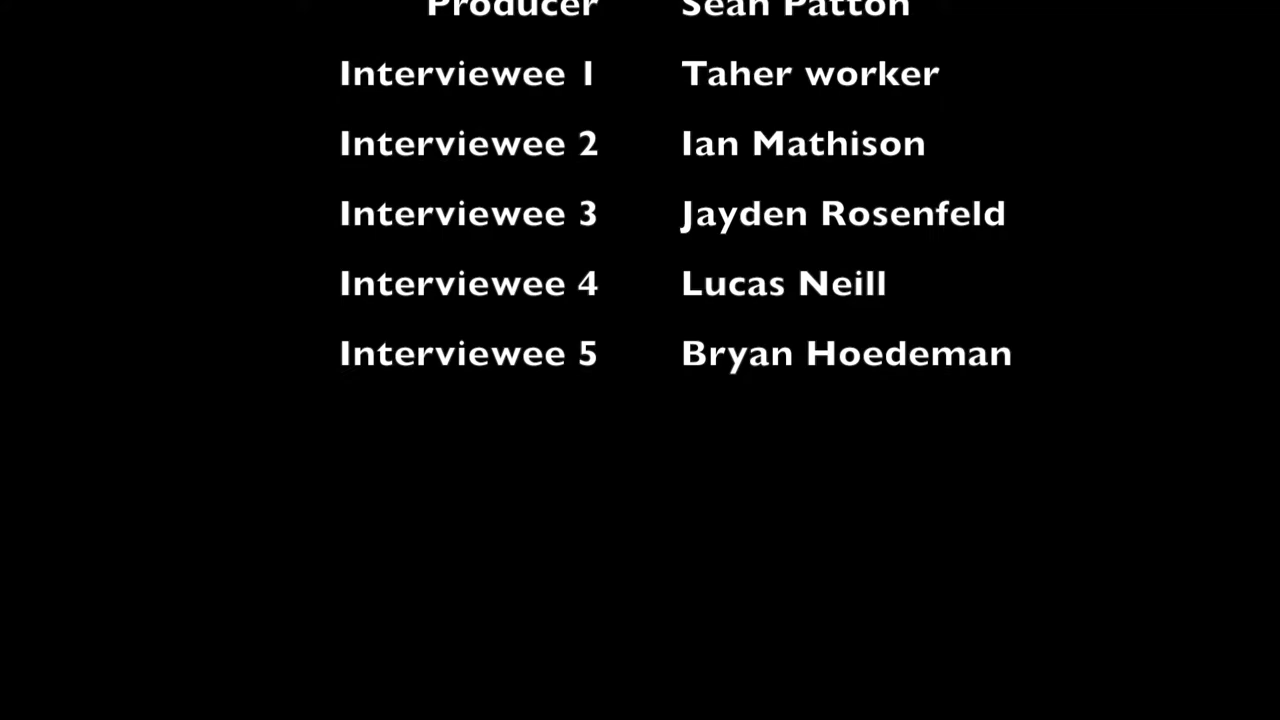 Producer Sean Patton
Interviewee 1 Taher worker
Interviewee 2 Ian Mathison
Interviewee 3 Jayden Rosenfeld
Interviewee 4 Lucas Neill
Interviewee 5 Bryan Hoedeman